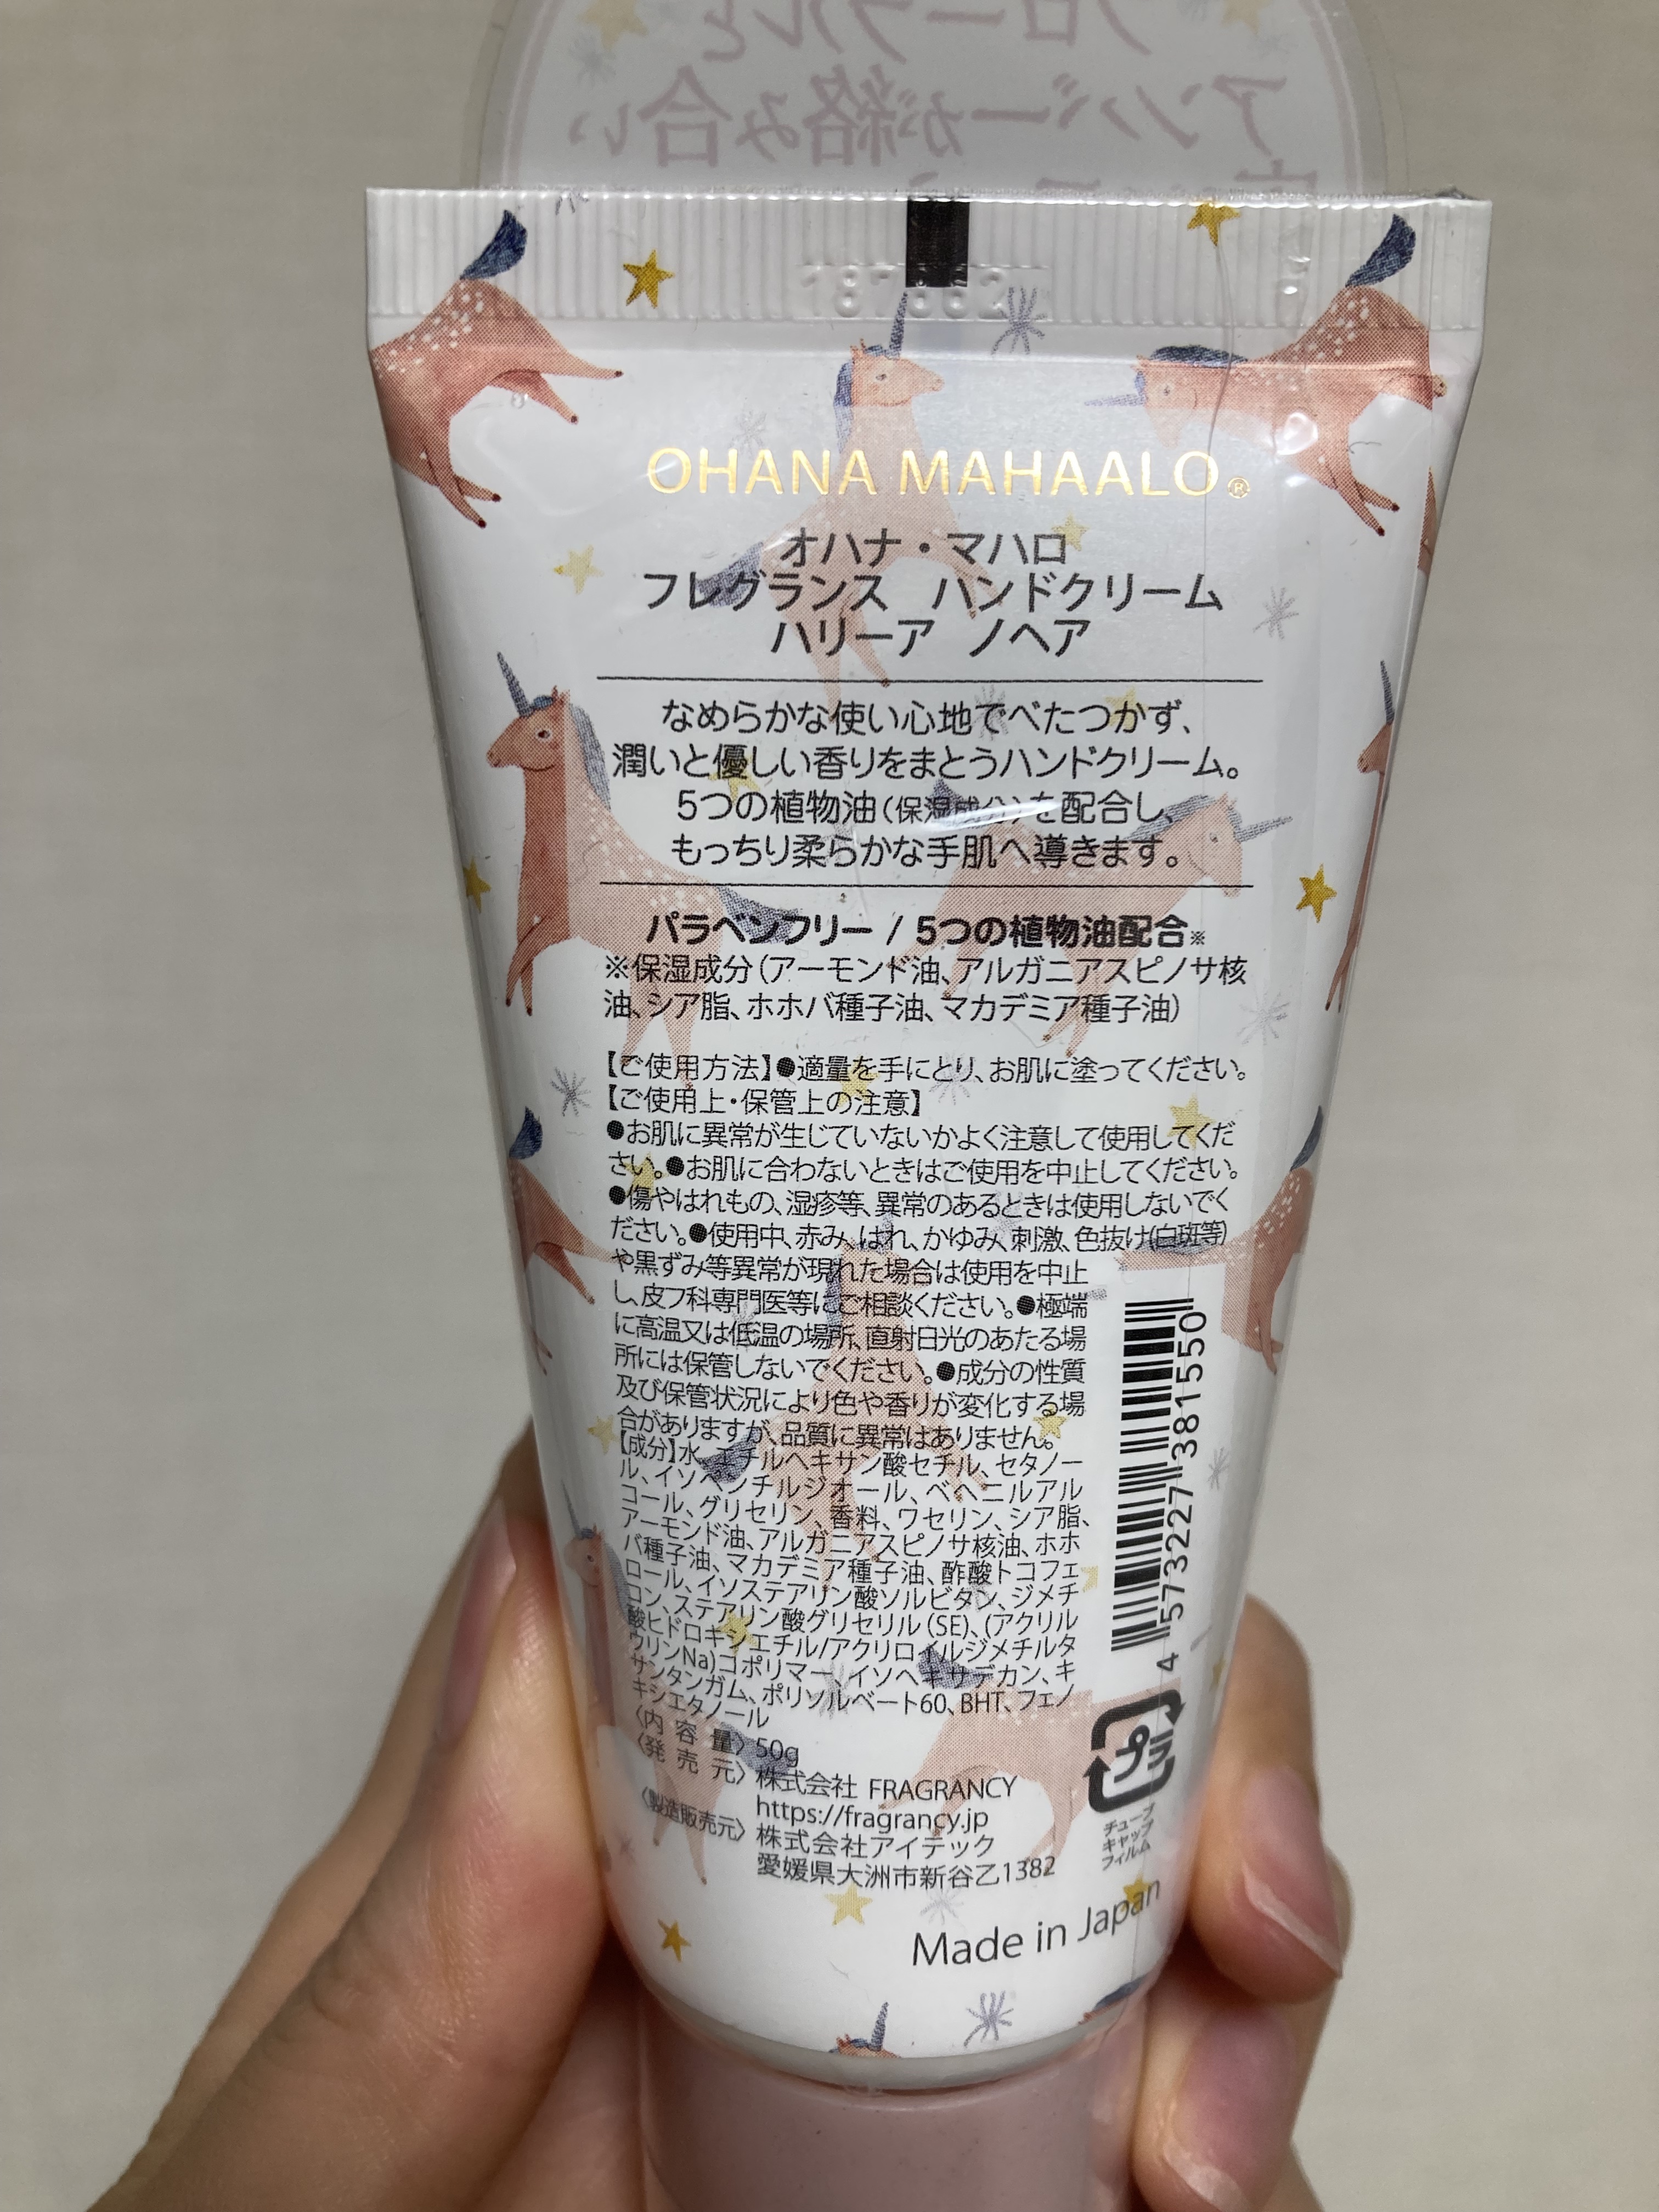 フローラルと
アンバーが絡み合い
OHANA MAHAALO®
オハナ・マハロ
フレグランス ハンドクリーム
ハリーア ノヘア
なめらかな使い心地でべたつかず、
潤いと優しい香りをまとうハンドクリーム。
5つの植物油(保湿成分)を配合し、
もっちり柔らかな手肌へ導きます。
パラベンフリー / 5つの植物油配合※
※保湿成分(アーモンド油、アルガニアスピノサ核
油、シア脂、ホホバ種子油、マカデミア種子油)
【ご使用方法】●適量を手にとり、お肌に塗ってください。
【ご使用上・保管上の注意】
●お肌に異常が生じていないかよく注意して使用してくだ
さい。●お肌に合わないときはご使用を中止してください。
●傷やはれもの、湿疹等、異常のあるときは使用しないでく
ださい。●使用中、赤み、はれ、かゆみ、刺激、色抜け(白斑等)
や黒ずみ等異常が現れた場合は使用を中止
し、皮フ科専門医等にご相談ください。●極端
に高温又は低温の場所、直射日光のあたる場
所には保管しないでください。●成分の性質
及び保管状況により色や香りが変化する場
合がありますが、品質に異常はありません。
【成分】水、エチルヘキサン酸セチル、セタノー
ル、イソペンチルジオール、ベヘニルアル
コール、グリセリン、香料、ワセリン、シア脂、
アーモンド油、アルガニアスピノサ核油、ホホ
バ種子油、マカデミア種子油、酢酸トコフェ
ロール、イソステアリン酸ソルビタン、ジメチ
コン、ステアリン酸グリセリル(SE)、(アクリル
酸ヒドロキシエチル/アクリロイルジメチルタ
ウリンNa)コポリマー、イソヘキサデカン、キ
サンタンガム、ポリソルベート60、BHT、フェノ
キシエタノール
〈内容量〉50g
〈発売元〉株式会社 FRAGRANCY
https://fragrancy.jp
〈製造販売元〉株式会社アイテック
愛媛県大洲市新谷乙1382
4 573227 381550
プラ
チューブ
キャップ
フィルム
Made in Japan